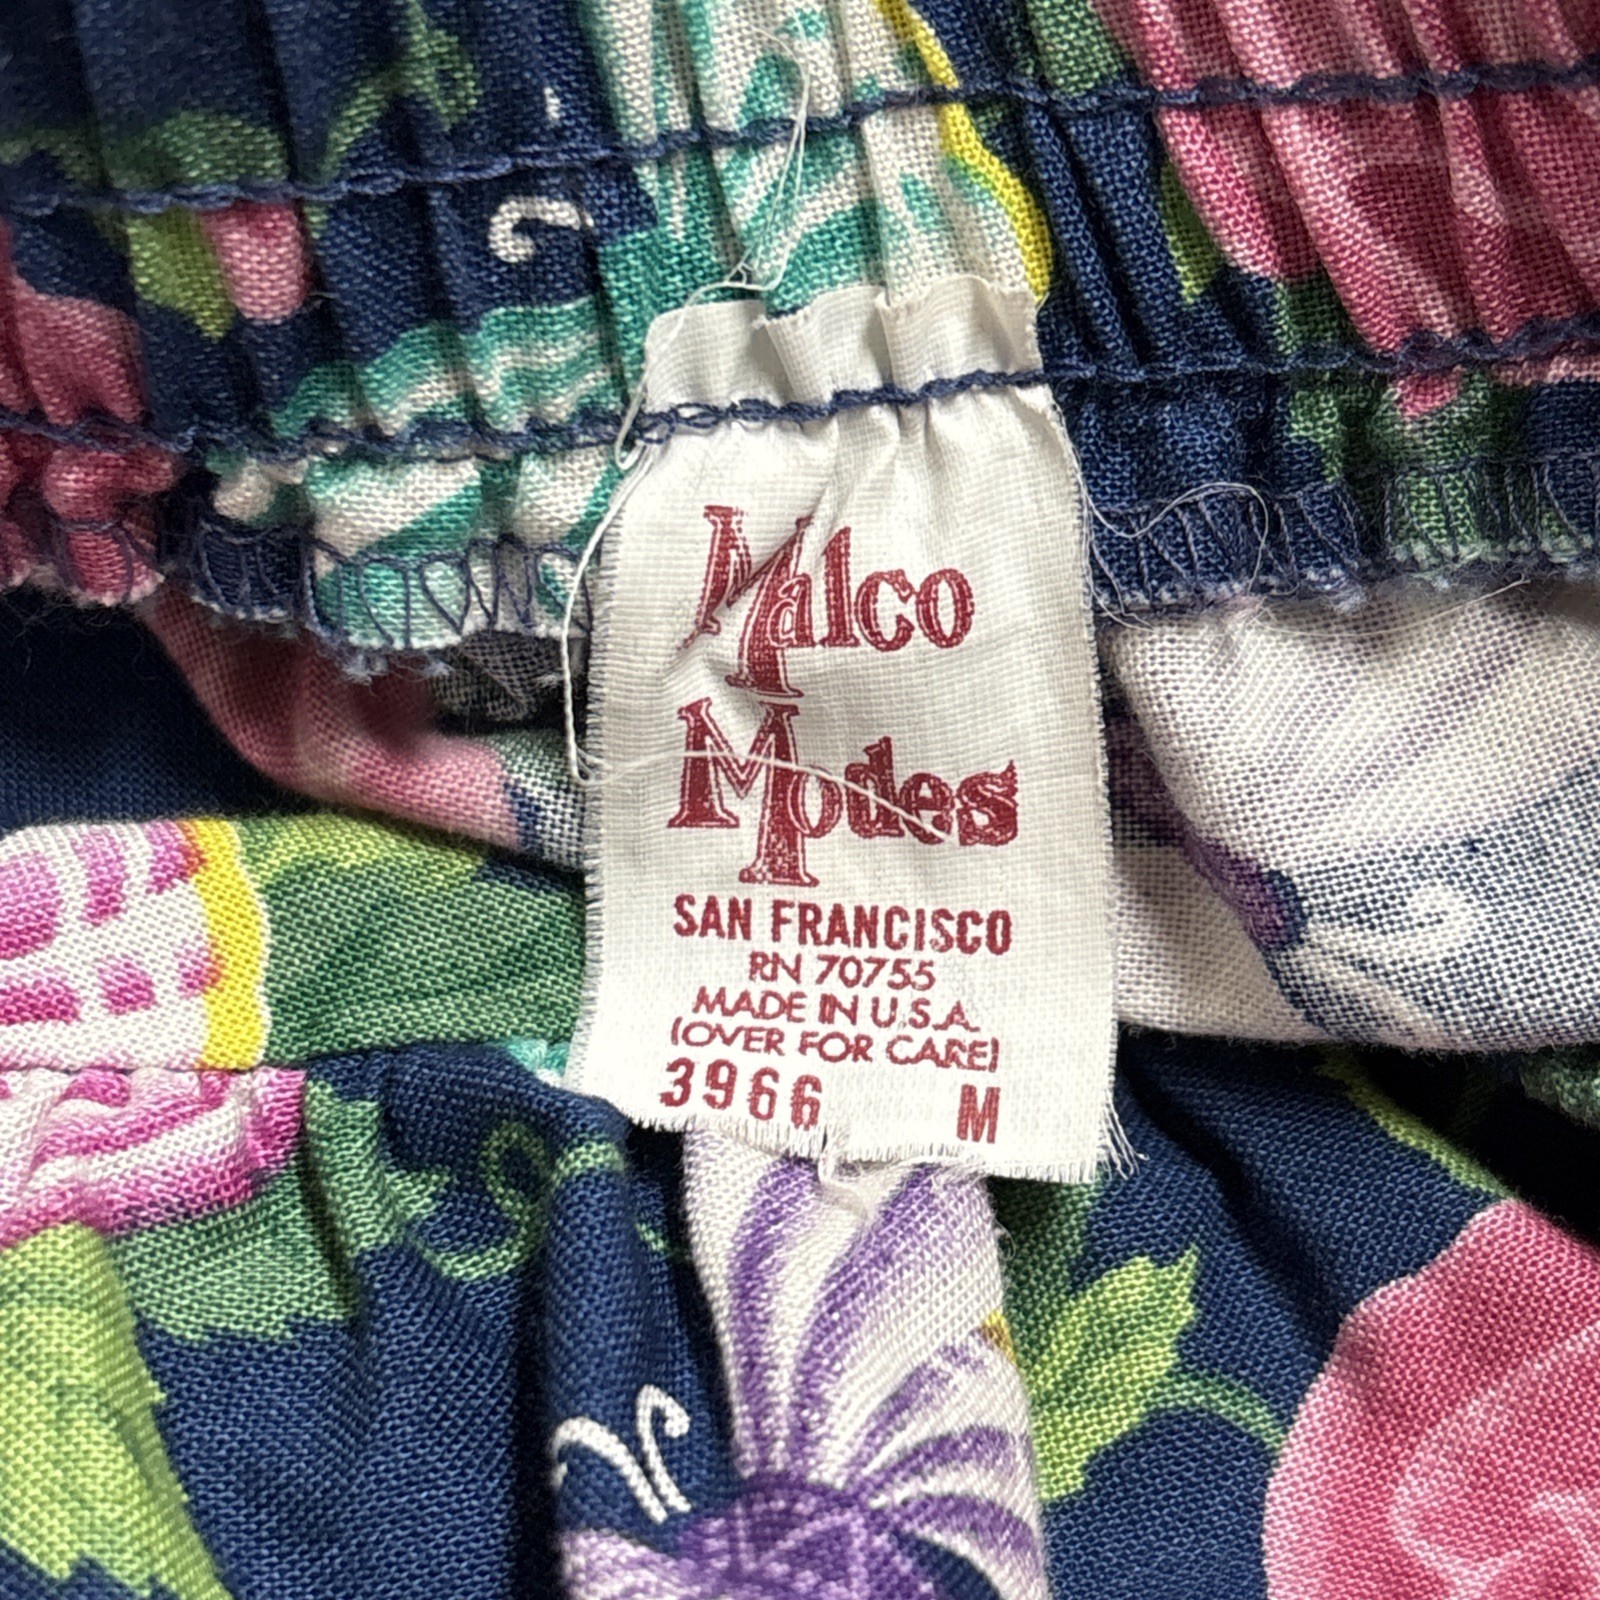 Malco
Modes
SAN FRANCISCO
RN 70755
MADE IN U.S.A.
(OVER FOR CARE)
3966 M